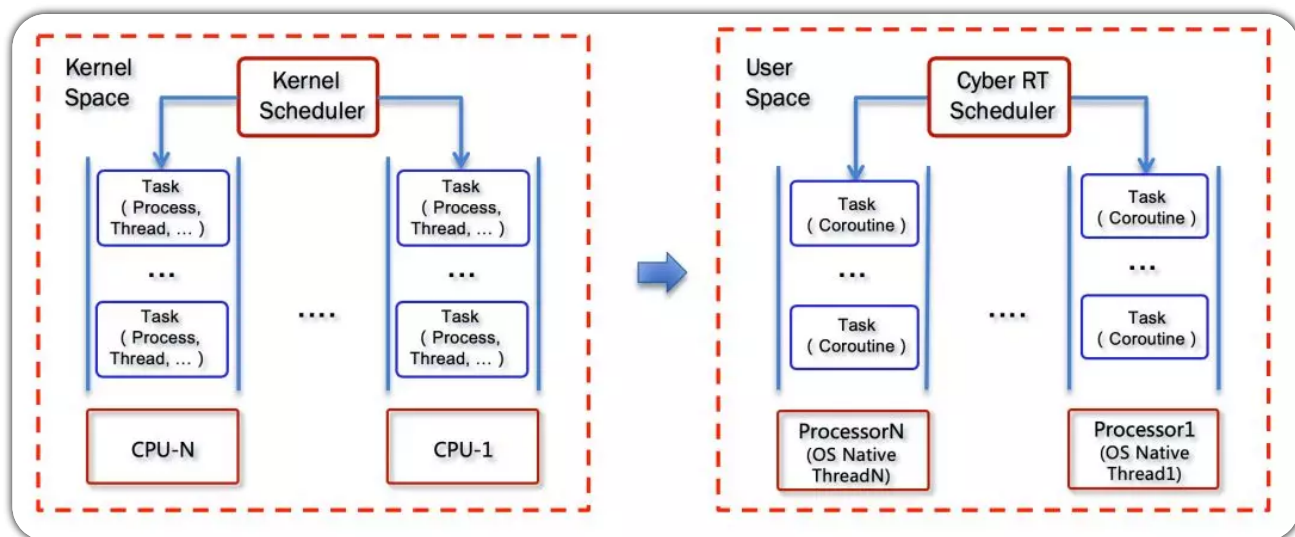 Kernel
Space
Kernel
Scheduler
Task
( Process,
Thread, ... )
...
Task
( Process,
Thread, ... )
CPU-N
....
Task
( Process,
Thread, ... )
...
Task
( Process,
Thread, ... )
CPU-1
User
Space
Cyber RT
Scheduler
Task
( Coroutine )
...
Task
( Coroutine )
ProcessorN
(OS Native
ThreadN)
....
Task
( Coroutine )
...
Task
( Coroutine )
Processor1
(OS Native
Thread1)